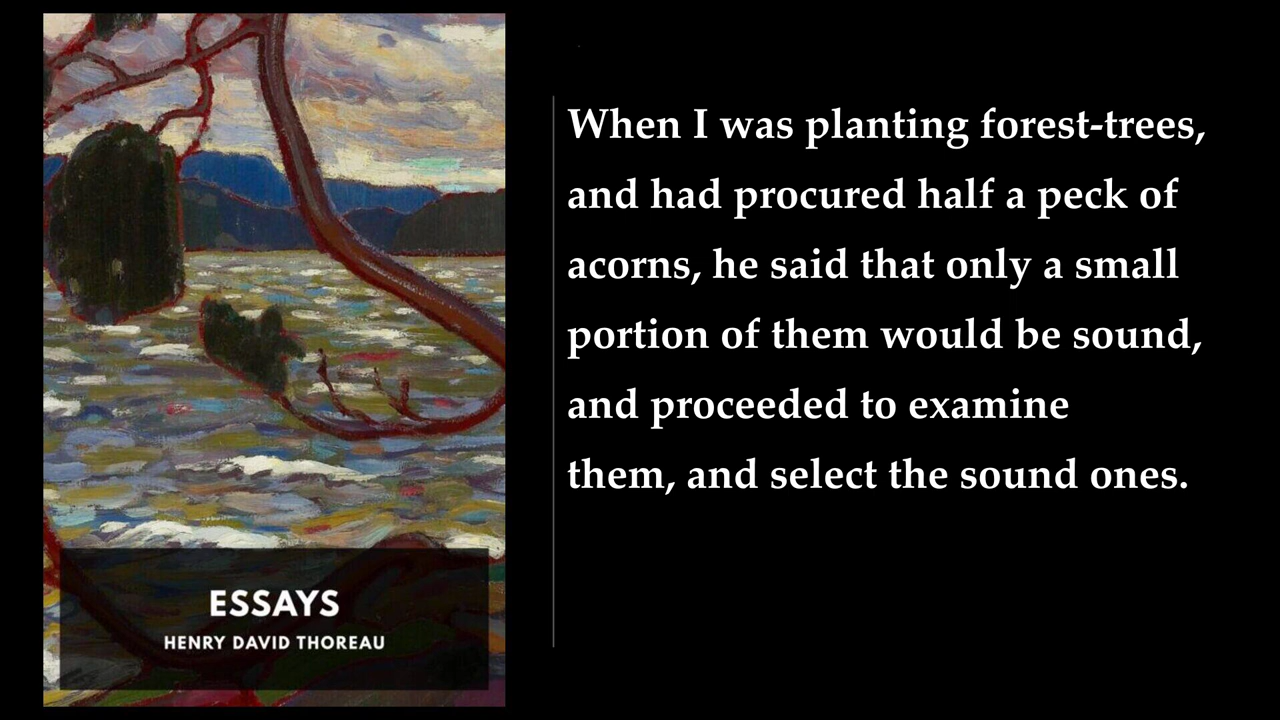 ESSAYS
HENRY DAVID THOREAU
When I was planting forest-trees,
and had procured half a peck of
acorns, he said that only a small
portion of them would be sound,
and proceeded to examine
them, and select the sound ones.